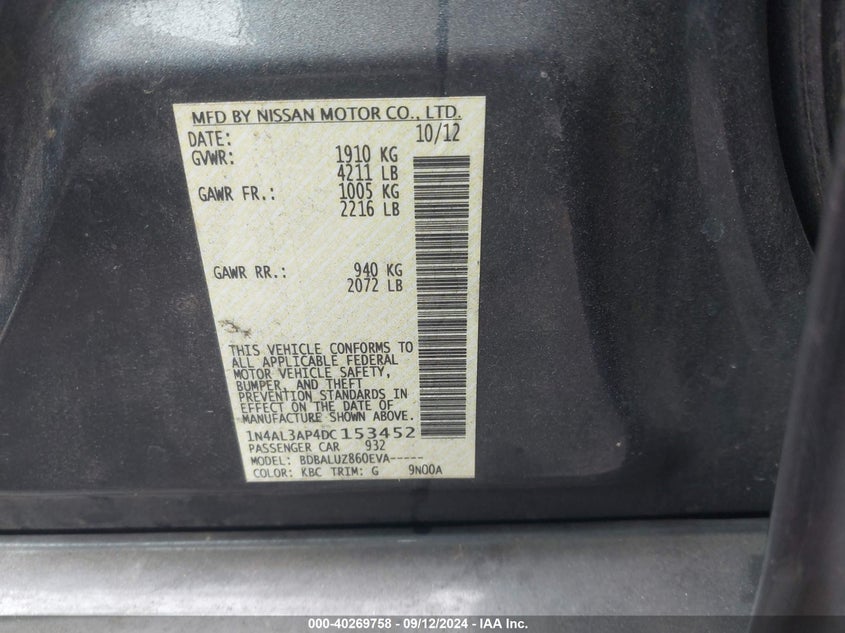 MFD BY NISSAN MOTOR CO., LTD.
DATE: 10/12
GVWR: 1910 KG
4211 LB
GAWR FR.: 1005 KG
2216 LB
GAWR RR.: 940 KG
2072 LB
THIS VEHICLE CONFORMS TO
ALL APPLICABLE FEDERAL
MOTOR VEHICLE SAFETY,
BUMPER, AND THEFT
PREVENTION STANDARDS IN
EFFECT ON THE DATE OF
MANUFACTURE SHOWN ABOVE.
1N4AL3AP4DC153452
PASSENGER CAR 932
MODEL: BDBALUZ860EVA-----
COLOR: KBC TRIM: G 9N00A
000-40269758 - 09/12/2024 - IAA Inc.